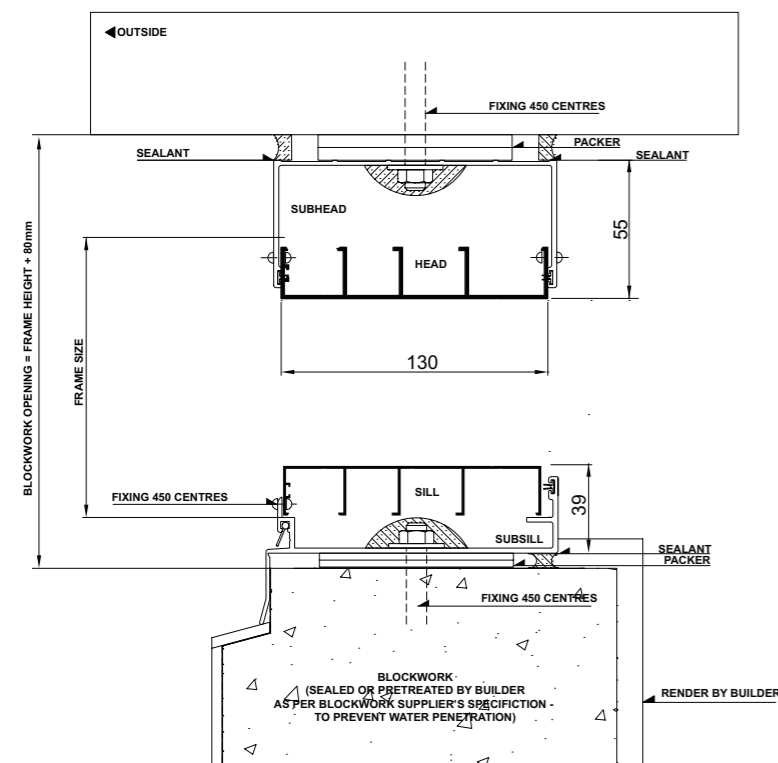 OUTSIDE
FIXING 450 CENTRES
PACKER
SEALANT
SEALANT
SUBHEAD
55
HEAD
BLOCKWORK OPENING = FRAME HEIGHT + 80mm
FRAME SIZE
130
SILL
FIXING 450 CENTRES
39
SUBSILL
SEALANT
PACKER
FIXING 450 CENTRES
BLOCKWORK
(SEALED OR PRETREATED BY BUILDER
AS PER BLOCKWORK SUPPLIER'S SPECIFICTION -
TO PREVENT WATER PENETRATION)
RENDER BY BUILDER